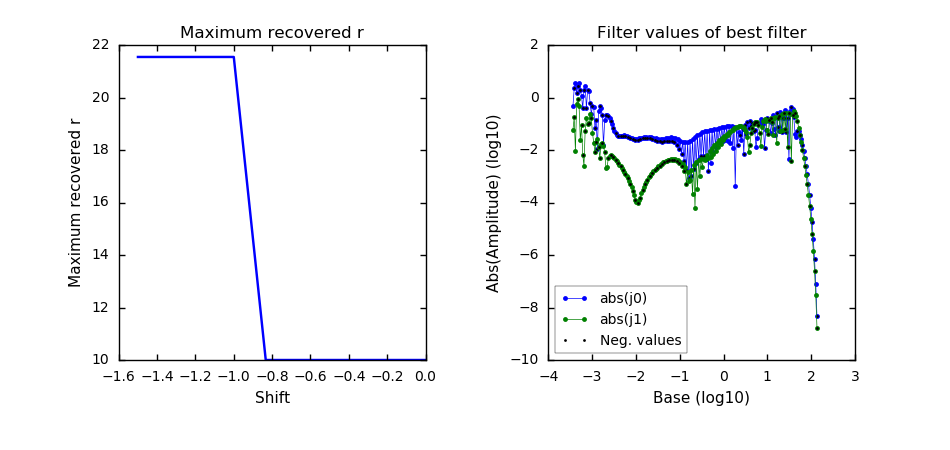 Maximum recovered r
22
20
18
16
14
12
10
Maximum recovered r
−1.6 −1.4 −1.2 −1.0 −0.8 −0.6 −0.4 −0.2 0.0
Shift
Filter values of best filter
2
0
−2
−4
−6
−8
−10
Abs(Amplitude) (log10)
abs(j0)
abs(j1)
Neg. values
−4 −3 −2 −1 0 1 2 3
Base (log10)